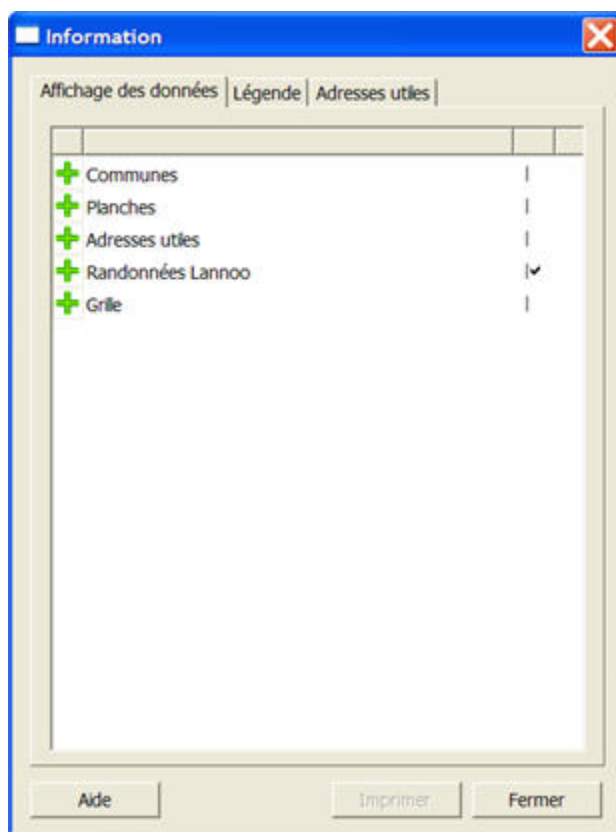 Information
Affichage des données Légende Adresses utiles
Communes
Planches
Adresses utiles
Randonnées Lannoo
Grille
Aide Imprimer Fermer